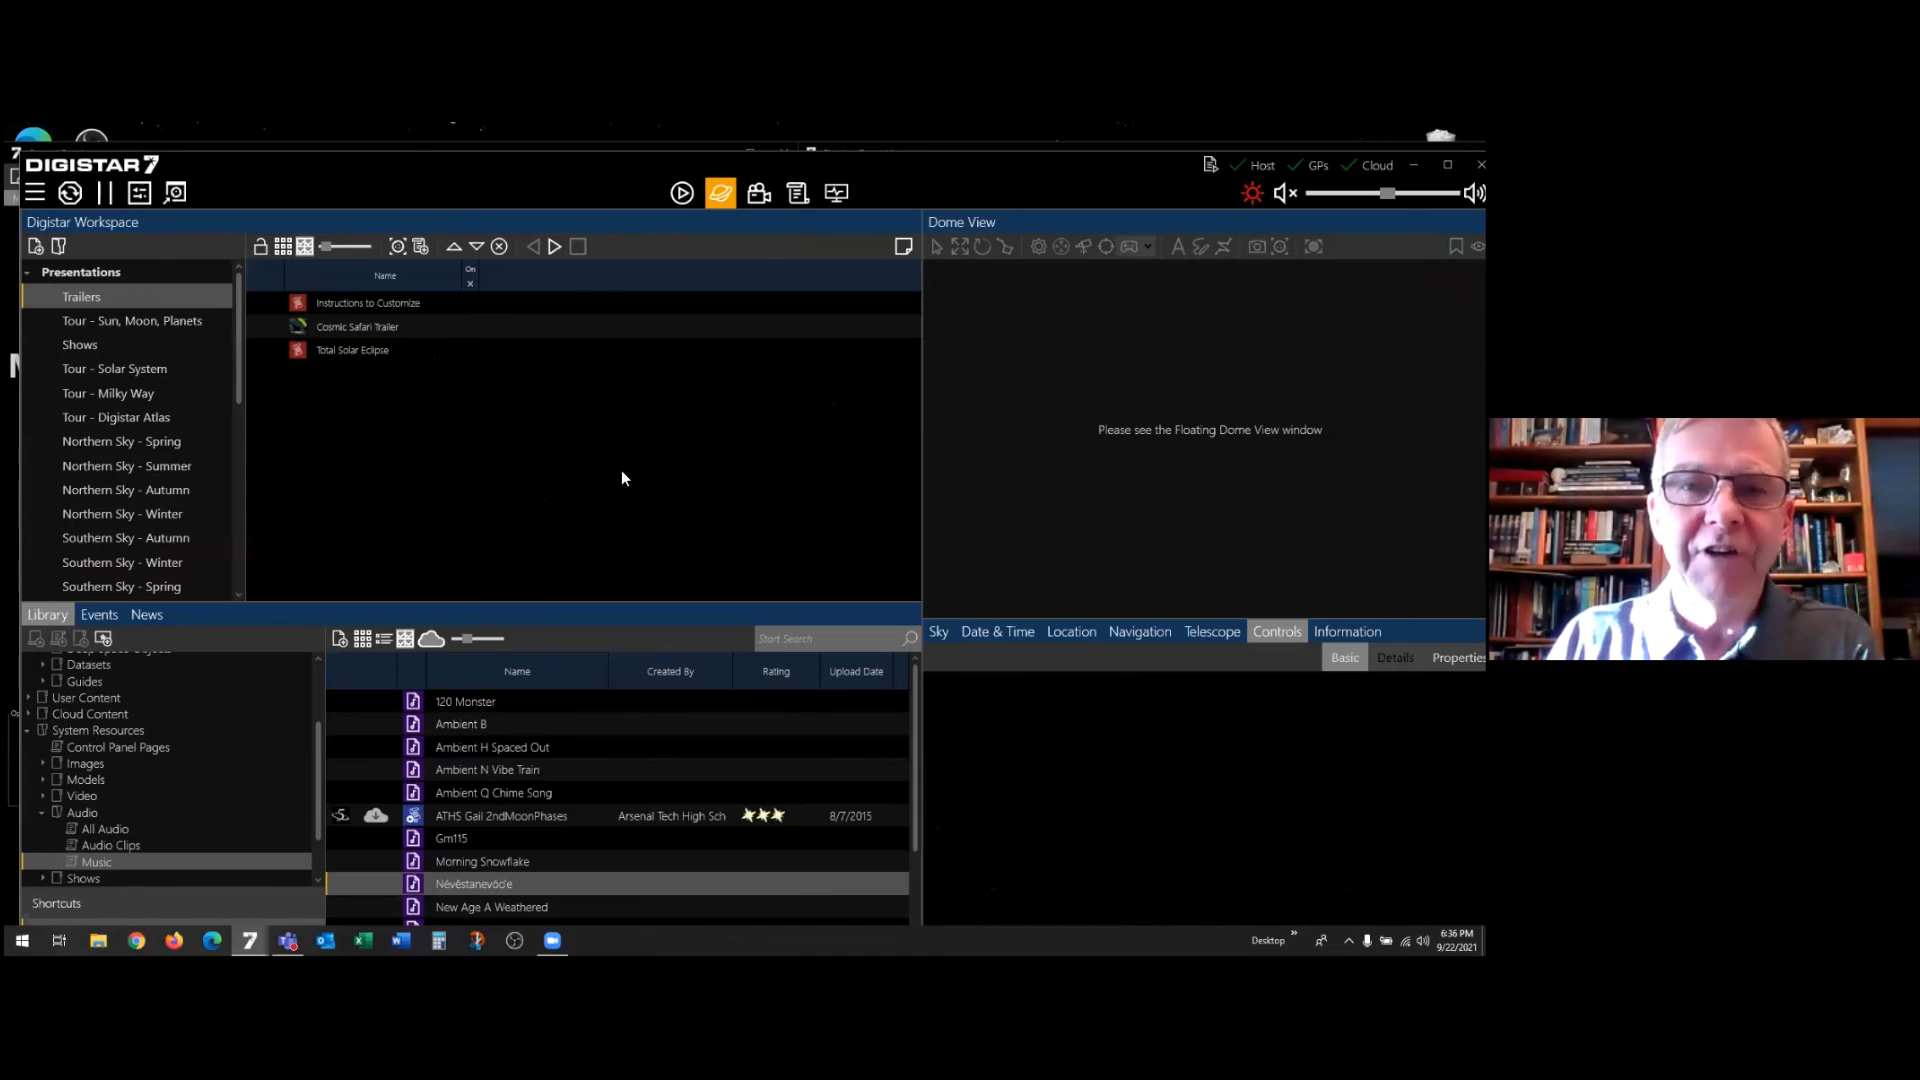 DIGISTAR 7
Host
GPs
Cloud
Digistar Workspace
Dome View
Presentations
Trailers
Tour - Sun, Moon, Planets
Shows
Tour - Solar System
Tour - Milky Way
Tour - Digistar Atlas
Northern Sky - Spring
Northern Sky - Summer
Northern Sky - Autumn
Northern Sky - Winter
Southern Sky - Autumn
Southern Sky - Winter
Southern Sky - Spring
Name
On
x
Instructions to Customize
Cosmic Safari Trailer
Total Solar Eclipse
Please see the Floating Dome View window
Library Events News
Start Search
Datasets
Guides
User Content
Cloud Content
System Resources
Control Panel Pages
Images
Models
Video
Audio
All Audio
Audio Clips
Music
Shows
Shortcuts
Name Created By Rating Upload Date
120 Monster
Ambient B
Ambient H Spaced Out
Ambient N Vibe Train
Ambient Q Chime Song
ATHS Gail 2ndMoonPhases Arsenal Tech High Sch 8/7/2015
Gm115
Morning Snowflake
Névêstanevóo'e
New Age A Weathered
Sky Date & Time Location Navigation Telescope Controls Information
Basic Details Properties
Desktop
6:36 PM
9/22/2021